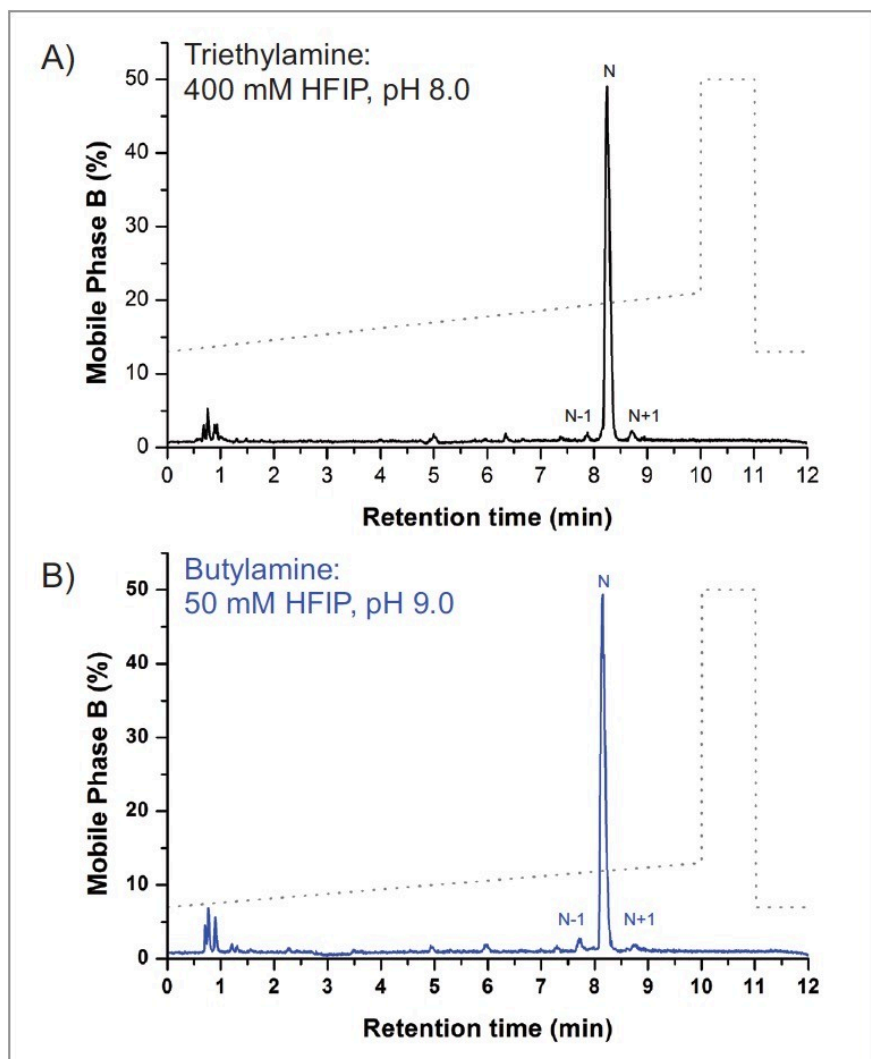 A)
Triethylamine:
400 mM HFIP, pH 8.0
N
N-1
N+1
50
40
30
20
10
0
Mobile Phase B (%)
0 1 2 3 4 5 6 7 8 9 10 11 12
Retention time (min)
B)
Butylamine:
50 mM HFIP, pH 9.0
N
N-1
N+1
50
40
30
20
10
0
Mobile Phase B (%)
0 1 2 3 4 5 6 7 8 9 10 11 12
Retention time (min)